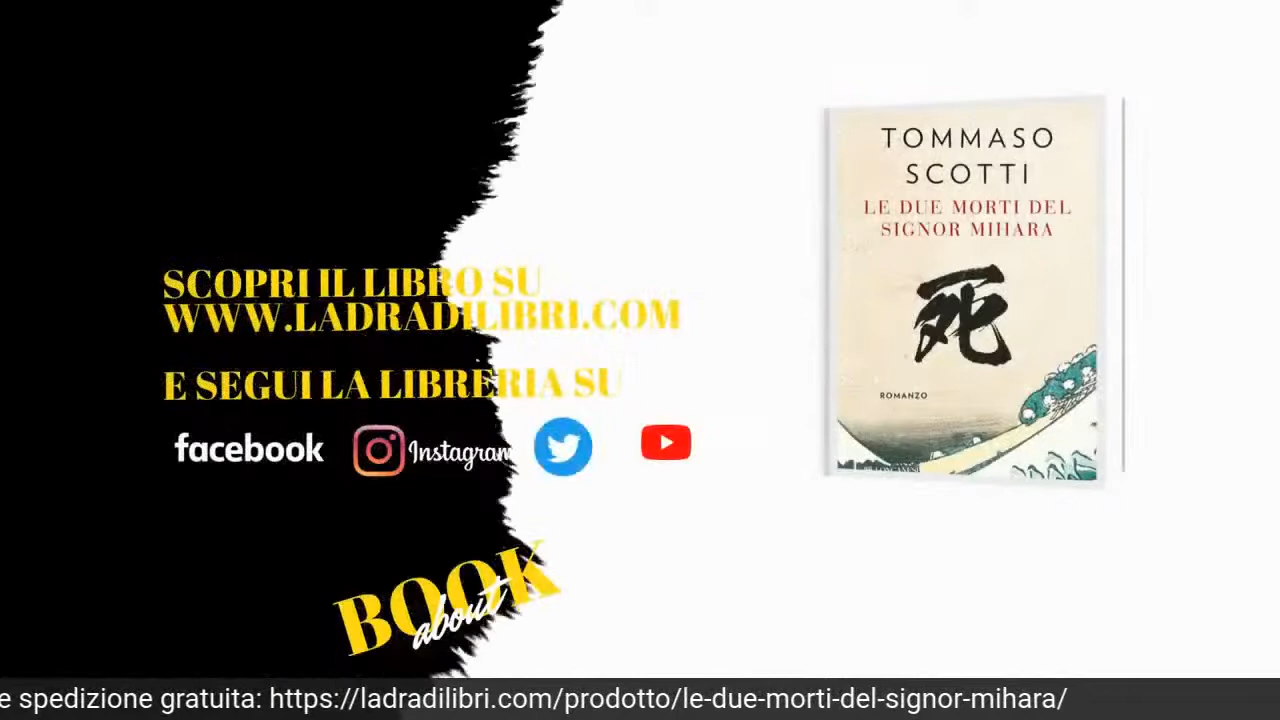 TOMMASO
SCOTTI
LE DUE MORTI DEL
SIGNOR MIHARA
死
ROMANZO
SCOPRI IL LIBRO SU
WWW.LADRADILIBRI.COM
E SEGUI LA LIBRERIA SU
facebook
Instagram
BOOK
about
e spedizione gratuita: https://ladradilibri.com/prodotto/le-due-morti-del-signor-mihara/